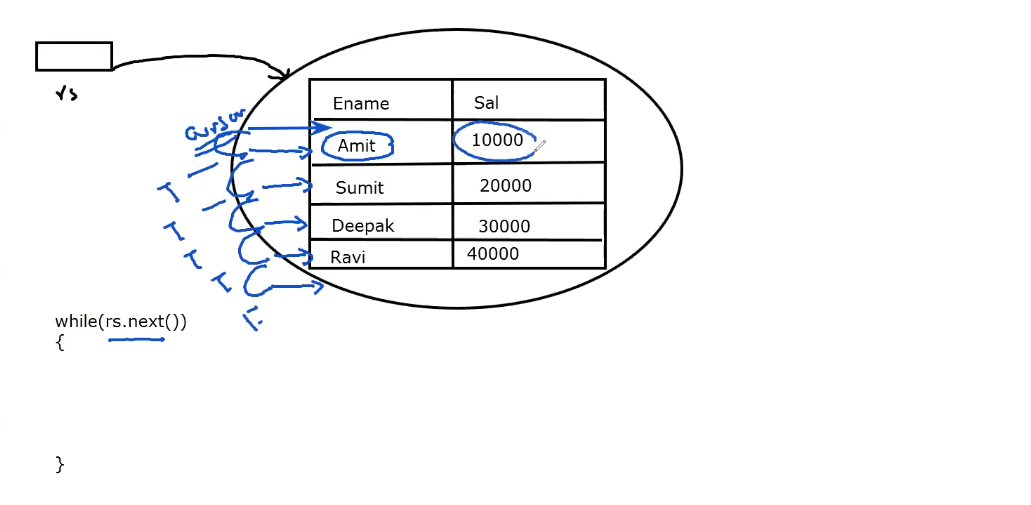 rs
Ename Sal
cursor
Amit 10000
T
Sumit 20000
T
Deepak 30000
T
Ravi 40000
T
F
while(rs.next())
{
}